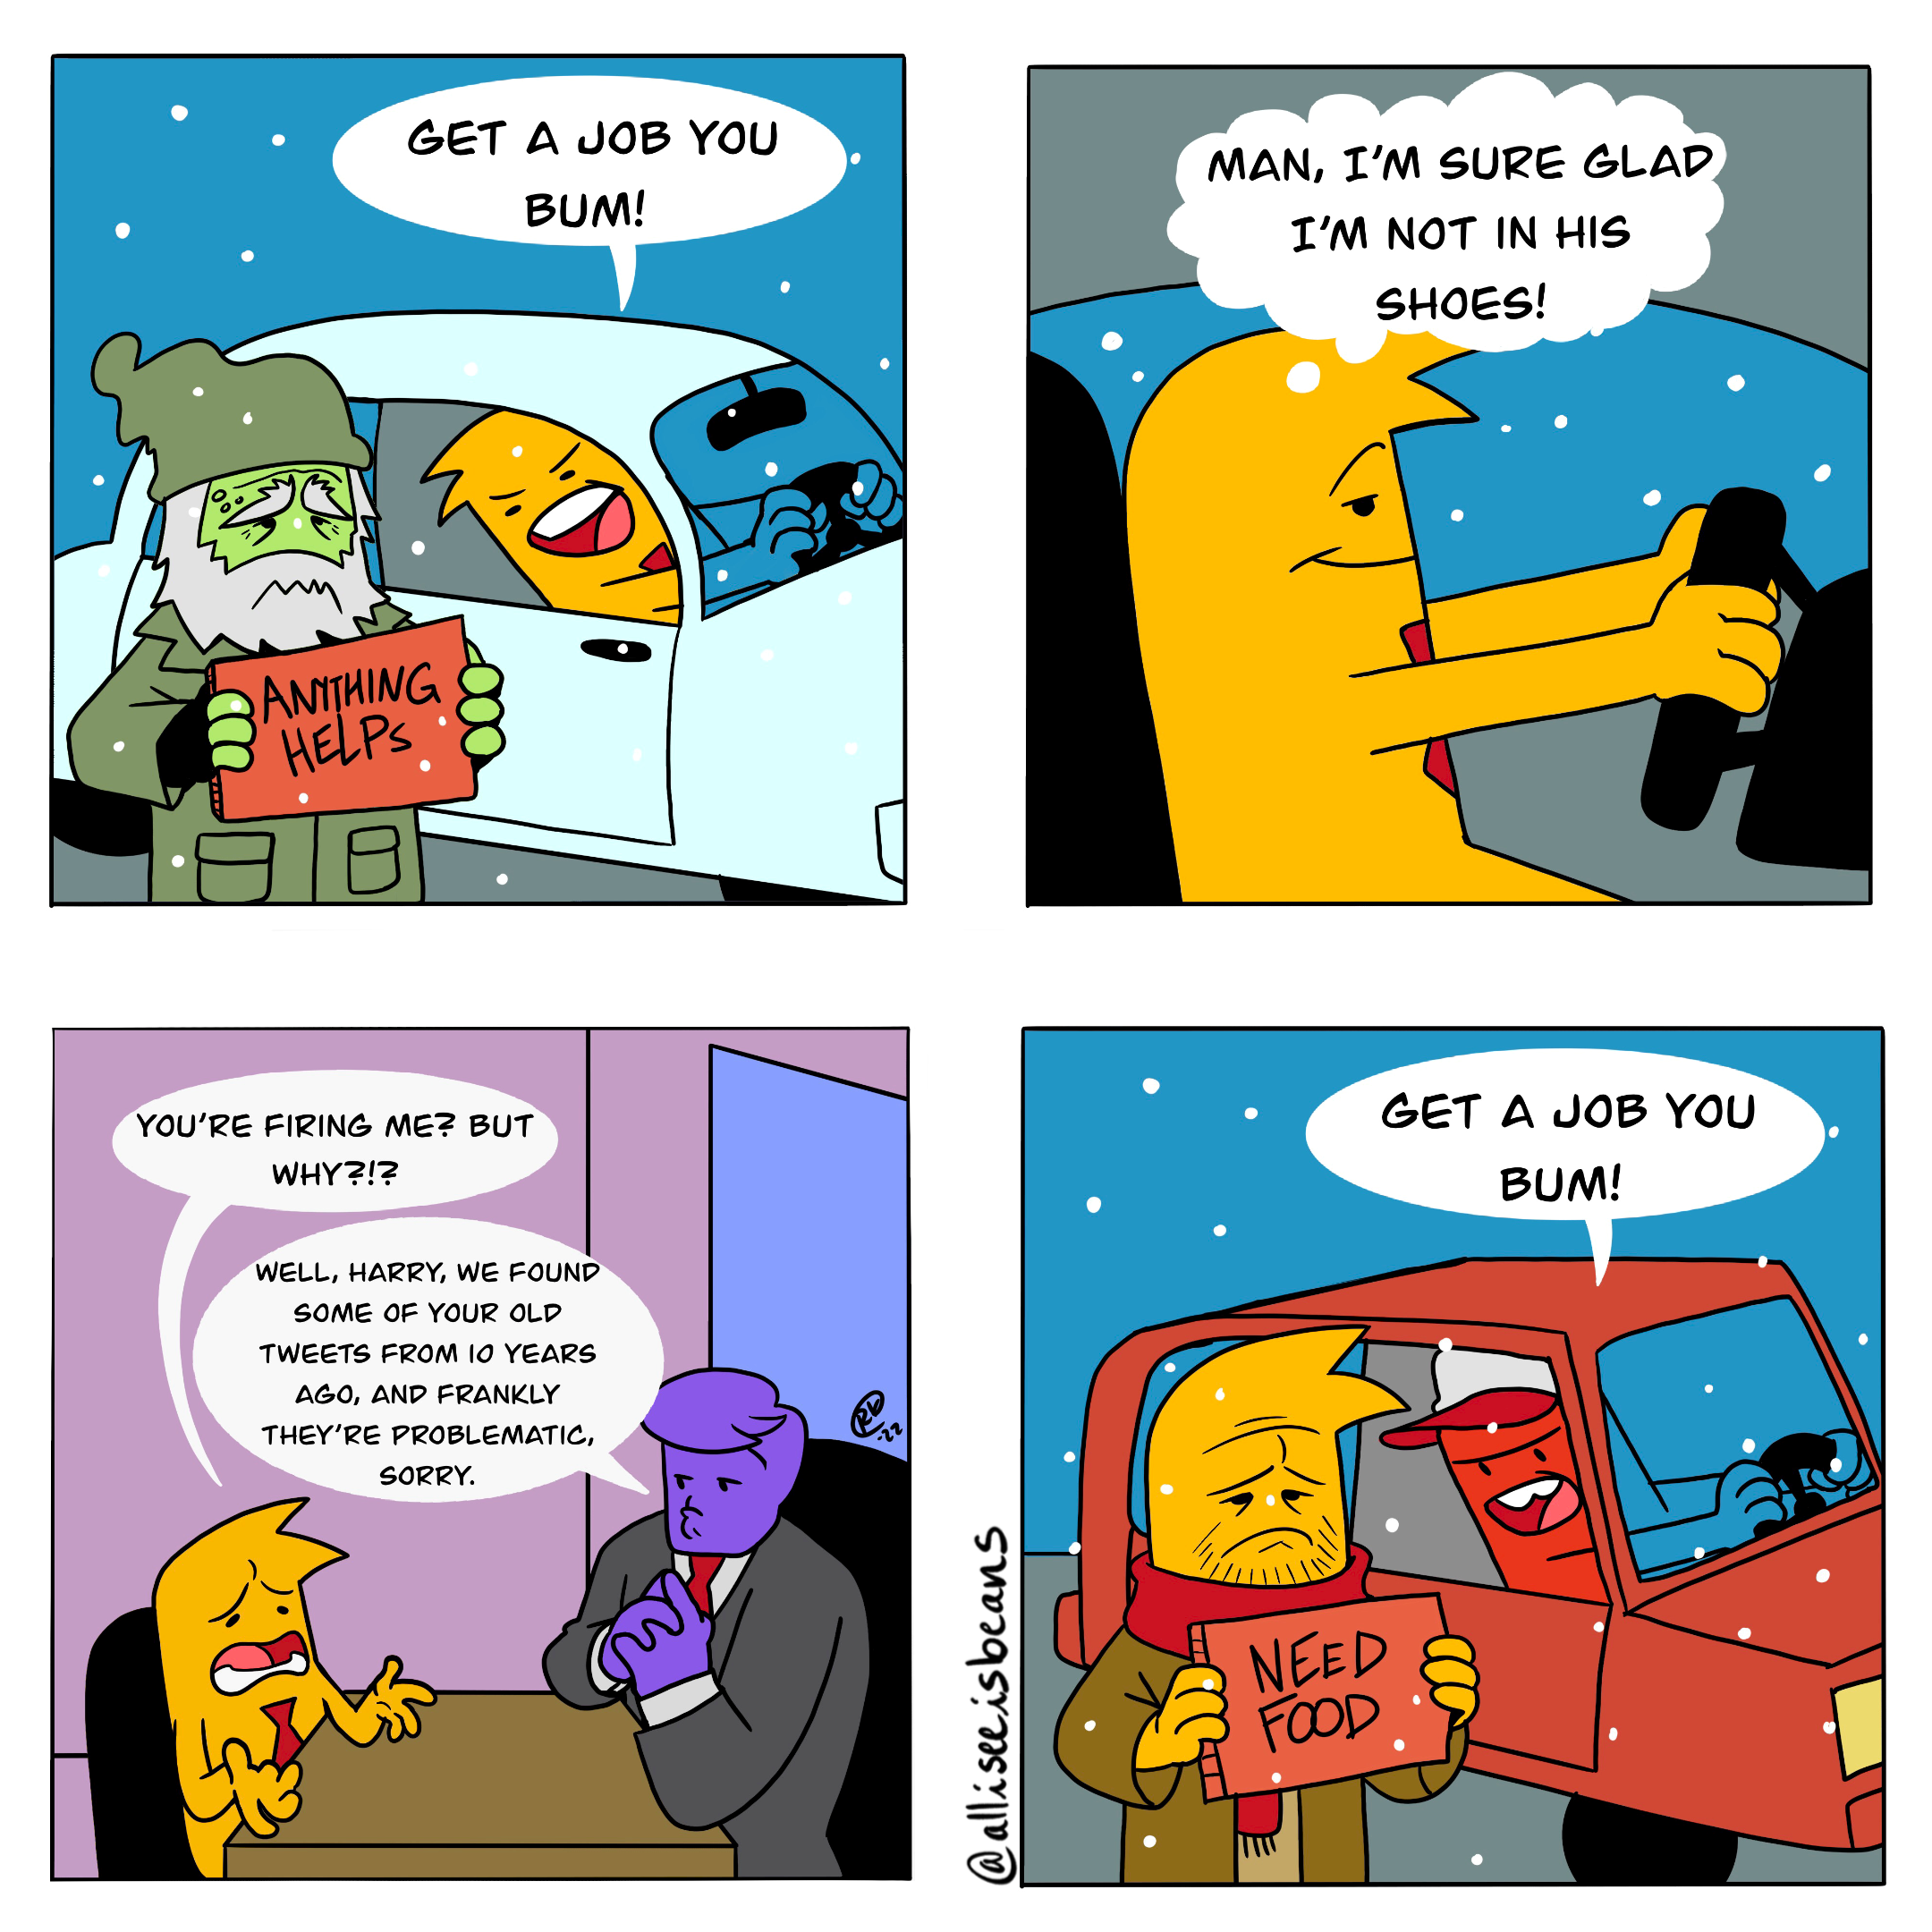 GET A JOB YOU
BUM!
ANTHING
HELPS
MAN, I'M SURE GLAD
I'M NOT IN HIS
SHOES!
YOU'RE FIRING ME? BUT
WHY?!?
WELL, HARRY, WE FOUND
SOME OF YOUR OLD
TWEETS FROM 10 YEARS
AGO, AND FRANKLY
THEY'RE PROBLEMATIC,
SORRY.
GET A JOB YOU
BUM!
NEED
FOOD
@alliseeisbeans